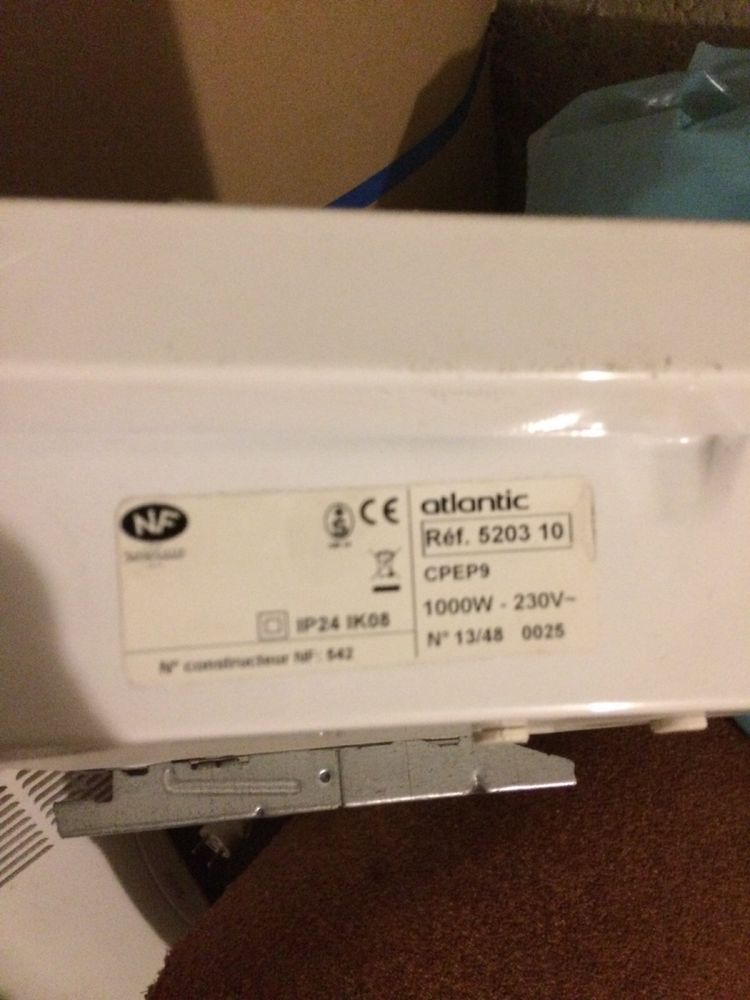 NF
CE
IP24 IK08
N° constructeur NF: 542
atlantic
Réf. 5203 10
CPEP9
1000W - 230V~
N° 13/48 0025